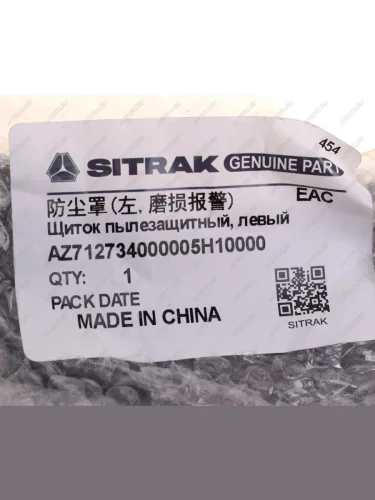 SITRAK GENUINE PART
454
防尘罩(左, 磨损报警) EAC
Щиток пылезащитный, левый
AZ712734000005H10000
QTY: 1
PACK DATE
MADE IN CHINA
SITRAK